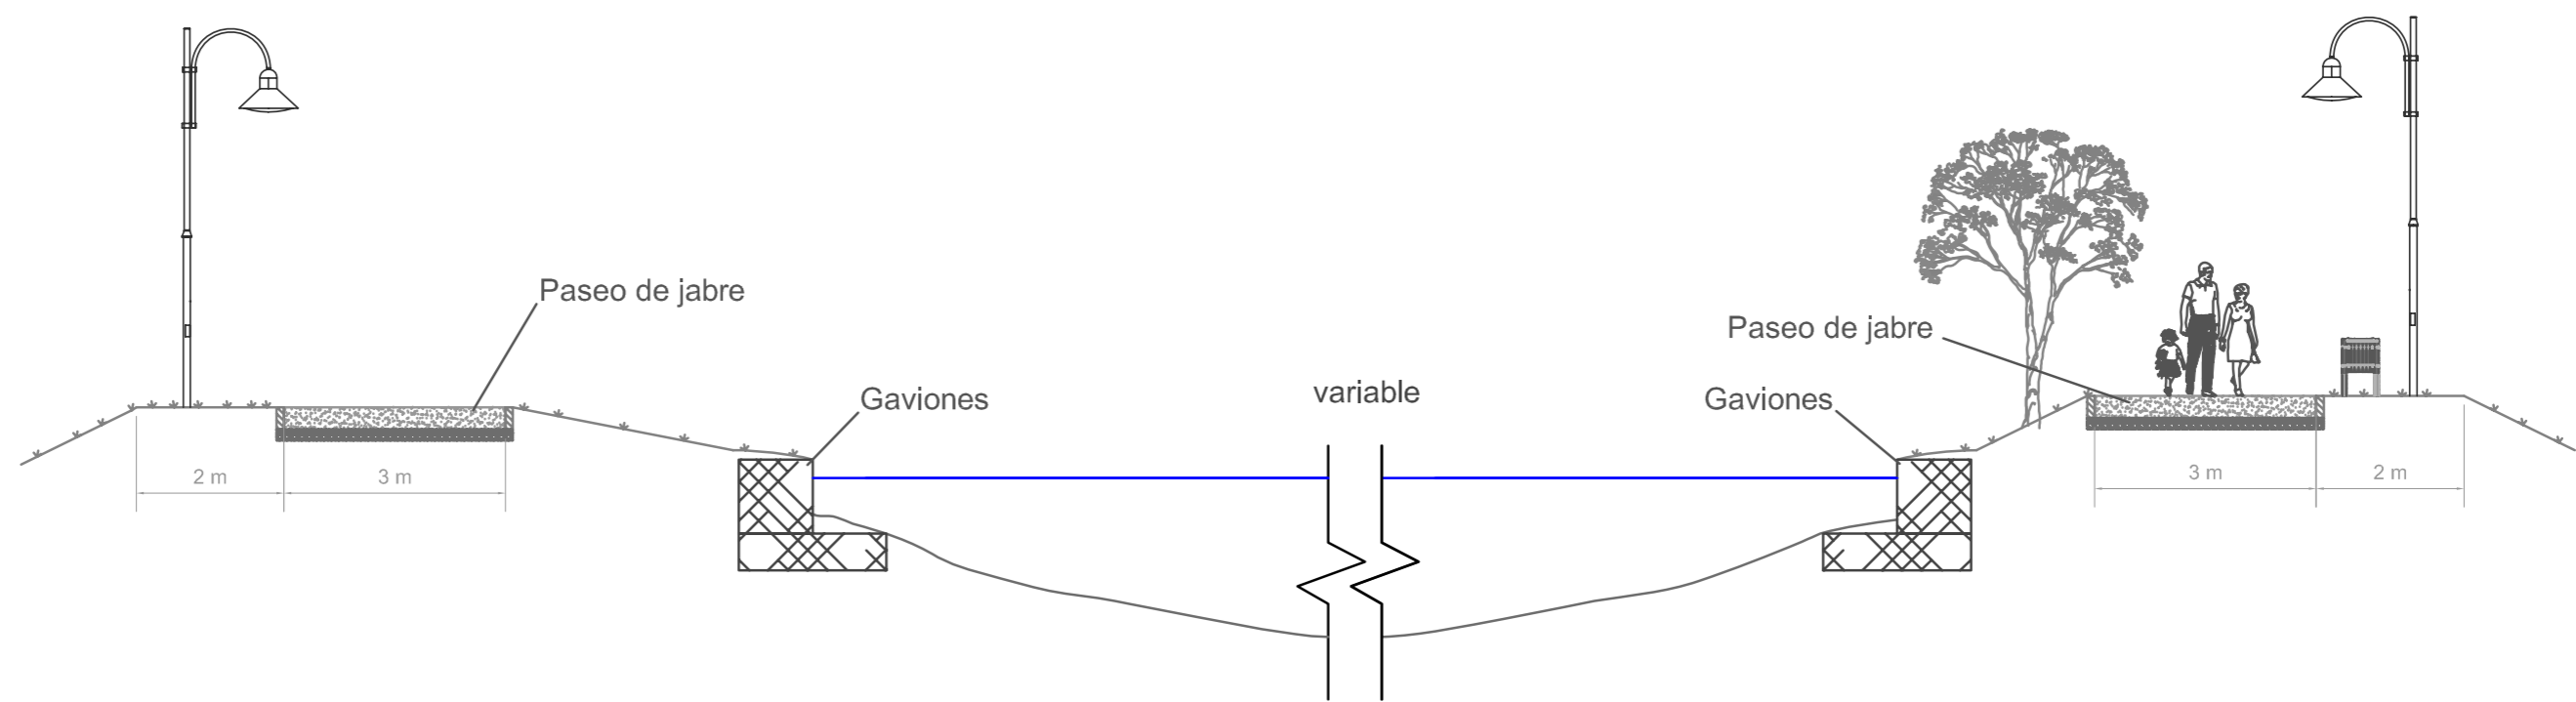 Paseo de jabre
Paseo de jabre
Gaviones
variable
Gaviones
2 m
3 m
3 m
2 m